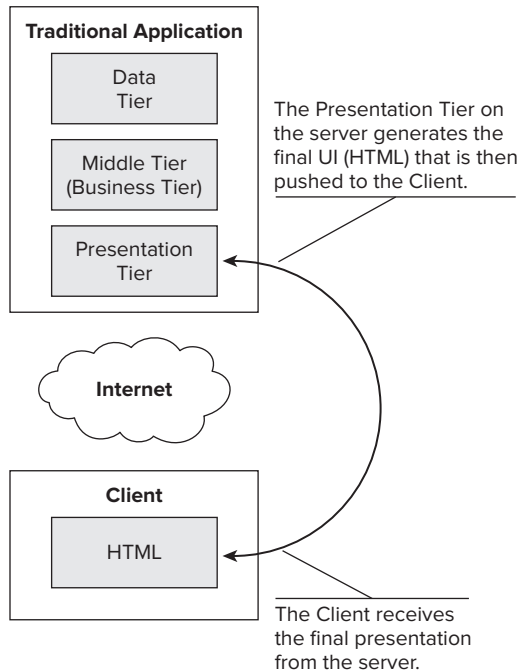 Traditional Application
Data
Tier
Middle Tier
(Business Tier)
Presentation
Tier
The Presentation Tier on
the server generates the
final UI (HTML) that is then
pushed to the Client.
Internet
Client
HTML
The Client receives
the final presentation
from the server.